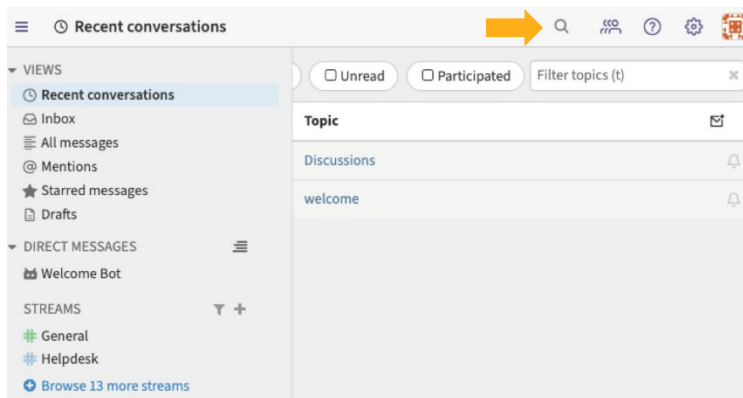 Recent conversations
VIEWS
Recent conversations
Inbox
All messages
Mentions
Starred messages
Drafts
DIRECT MESSAGES
Welcome Bot
STREAMS
General
Helpdesk
Browse 13 more streams
Unread Participated Filter topics (t)
Topic
Discussions
welcome